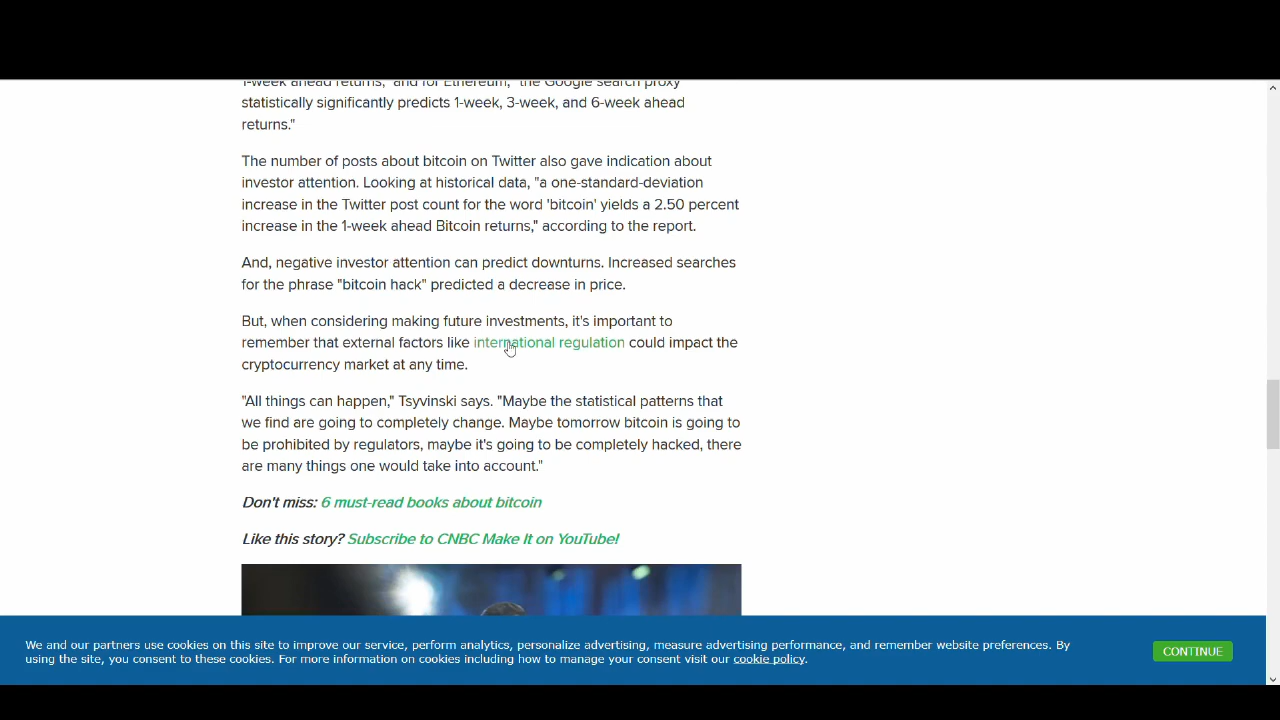 1-week ahead returns," and for Ethereum, "the Google search proxy
statistically significantly predicts 1-week, 3-week, and 6-week ahead
returns."
The number of posts about bitcoin on Twitter also gave indication about
investor attention. Looking at historical data, "a one-standard-deviation
increase in the Twitter post count for the word 'bitcoin' yields a 2.50 percent
increase in the 1-week ahead Bitcoin returns," according to the report.
And, negative investor attention can predict downturns. Increased searches
for the phrase "bitcoin hack" predicted a decrease in price.
But, when considering making future investments, it's important to
remember that external factors like international regulation could impact the
cryptocurrency market at any time.
"All things can happen," Tsyvinski says. "Maybe the statistical patterns that
we find are going to completely change. Maybe tomorrow bitcoin is going to
be prohibited by regulators, maybe it's going to be completely hacked, there
are many things one would take into account."
Don't miss: 6 must-read books about bitcoin
Like this story? Subscribe to CNBC Make It on YouTube!
We and our partners use cookies on this site to improve our service, perform analytics, personalize advertising, measure advertising performance, and remember website preferences. By
using the site, you consent to these cookies. For more information on cookies including how to manage your consent visit our cookie policy.
CONTINUE